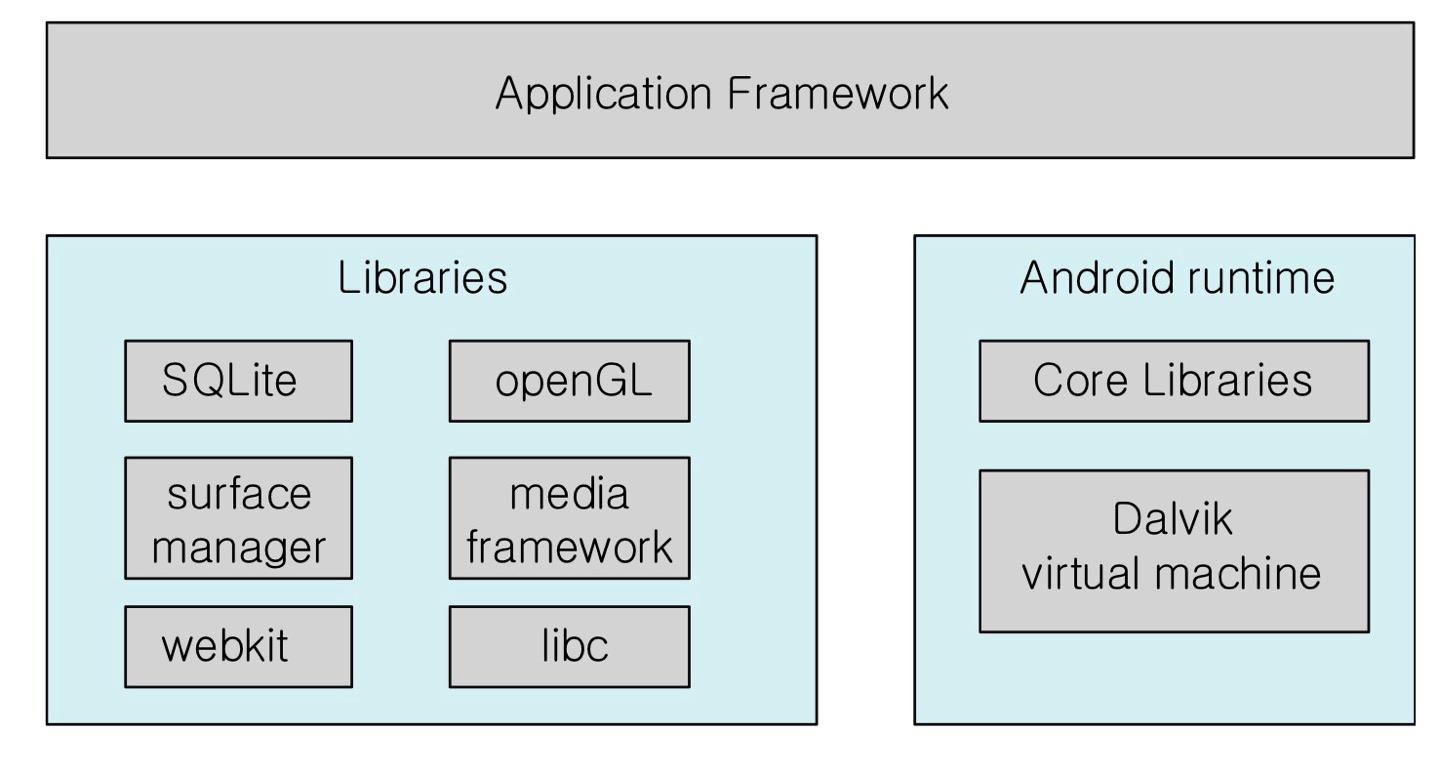 Application Framework
Libraries
SQLite
openGL
surface
manager
media
framework
webkit
libc
Android runtime
Core Libraries
Dalvik
virtual machine